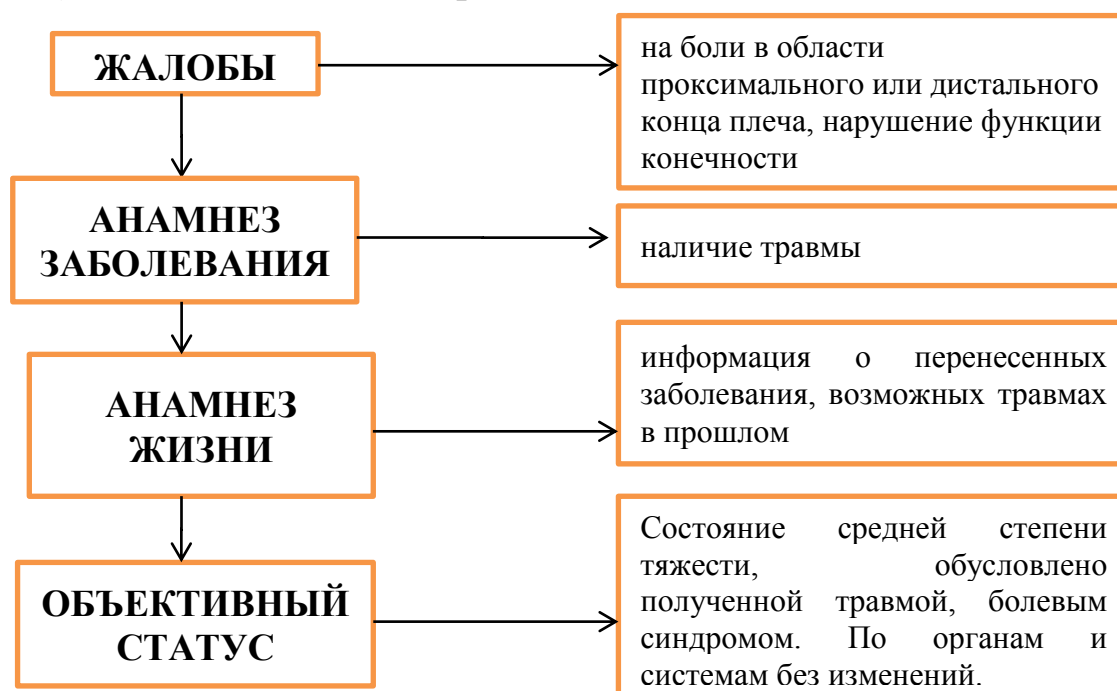 ЖАЛОБЫ
на боли в области
проксимального или дистального
конца плеча, нарушение функции
конечности
АНАМНЕЗ
ЗАБОЛЕВАНИЯ
наличие травмы
АНАМНЕЗ
ЖИЗНИ
информация о перенесенных
заболевания, возможных травмах
в прошлом
ОБЪЕКТИВНЫЙ
СТАТУС
Состояние средней степени
тяжести, обусловлено
полученной травмой, болевым
синдромом. По органам и
системам без изменений.